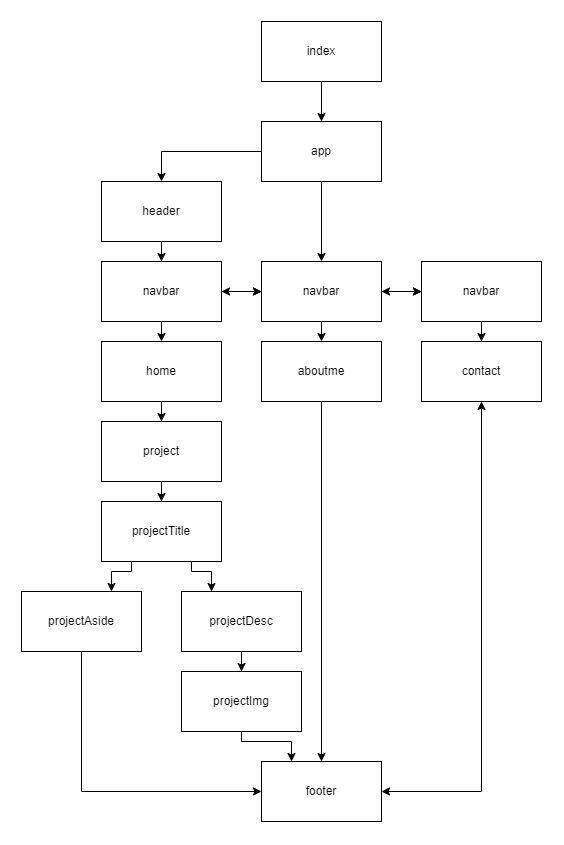 index
app
header
navbar
navbar
navbar
home
aboutme
contact
project
projectTitle
projectAside
projectDesc
projectImg
footer